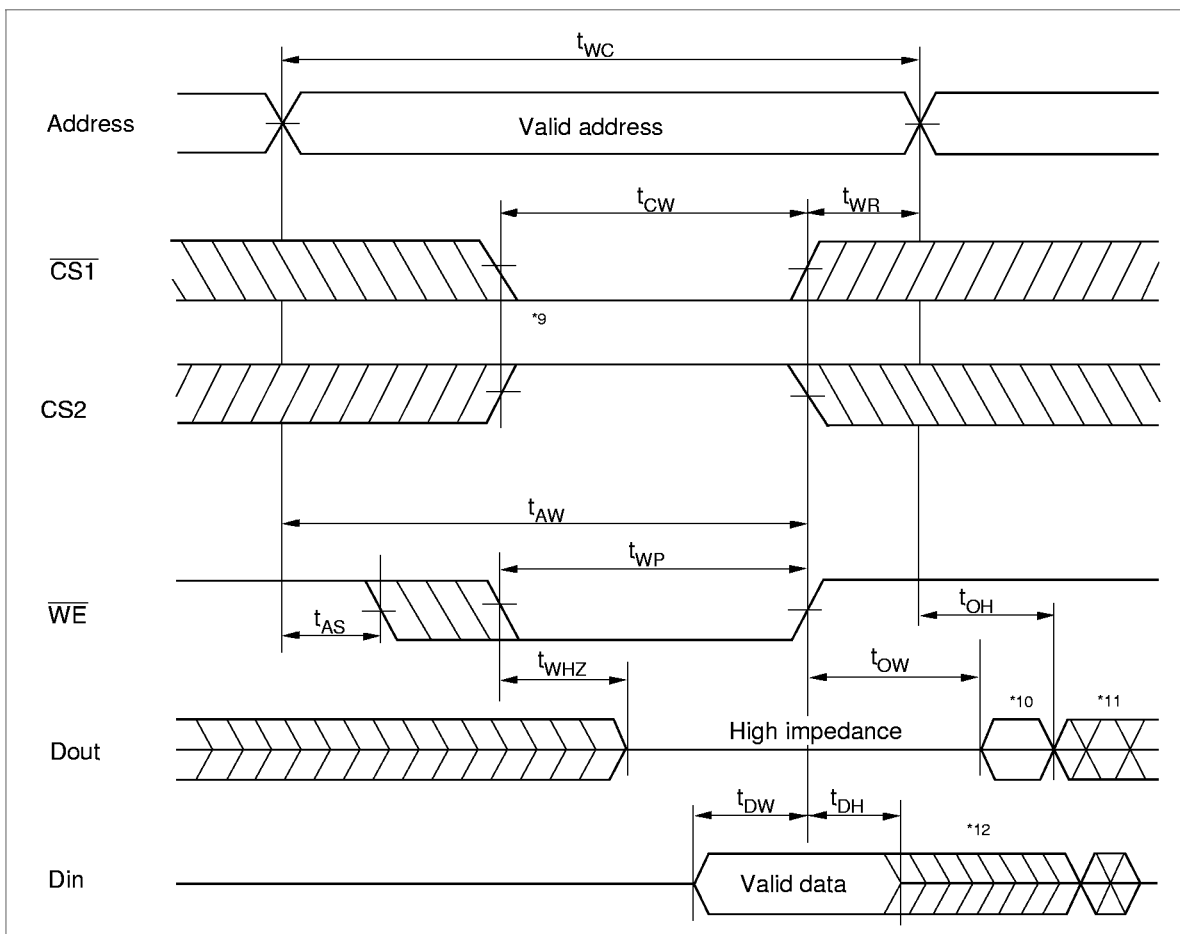 tWC
Address
Valid address
tCW
tWR
CS1
*9
CS2
tAW
tWP
WE
tAS
tOH
tWHZ
tOW
*10
*11
Dout
High impedance
tDW
tDH
*12
Din
Valid data